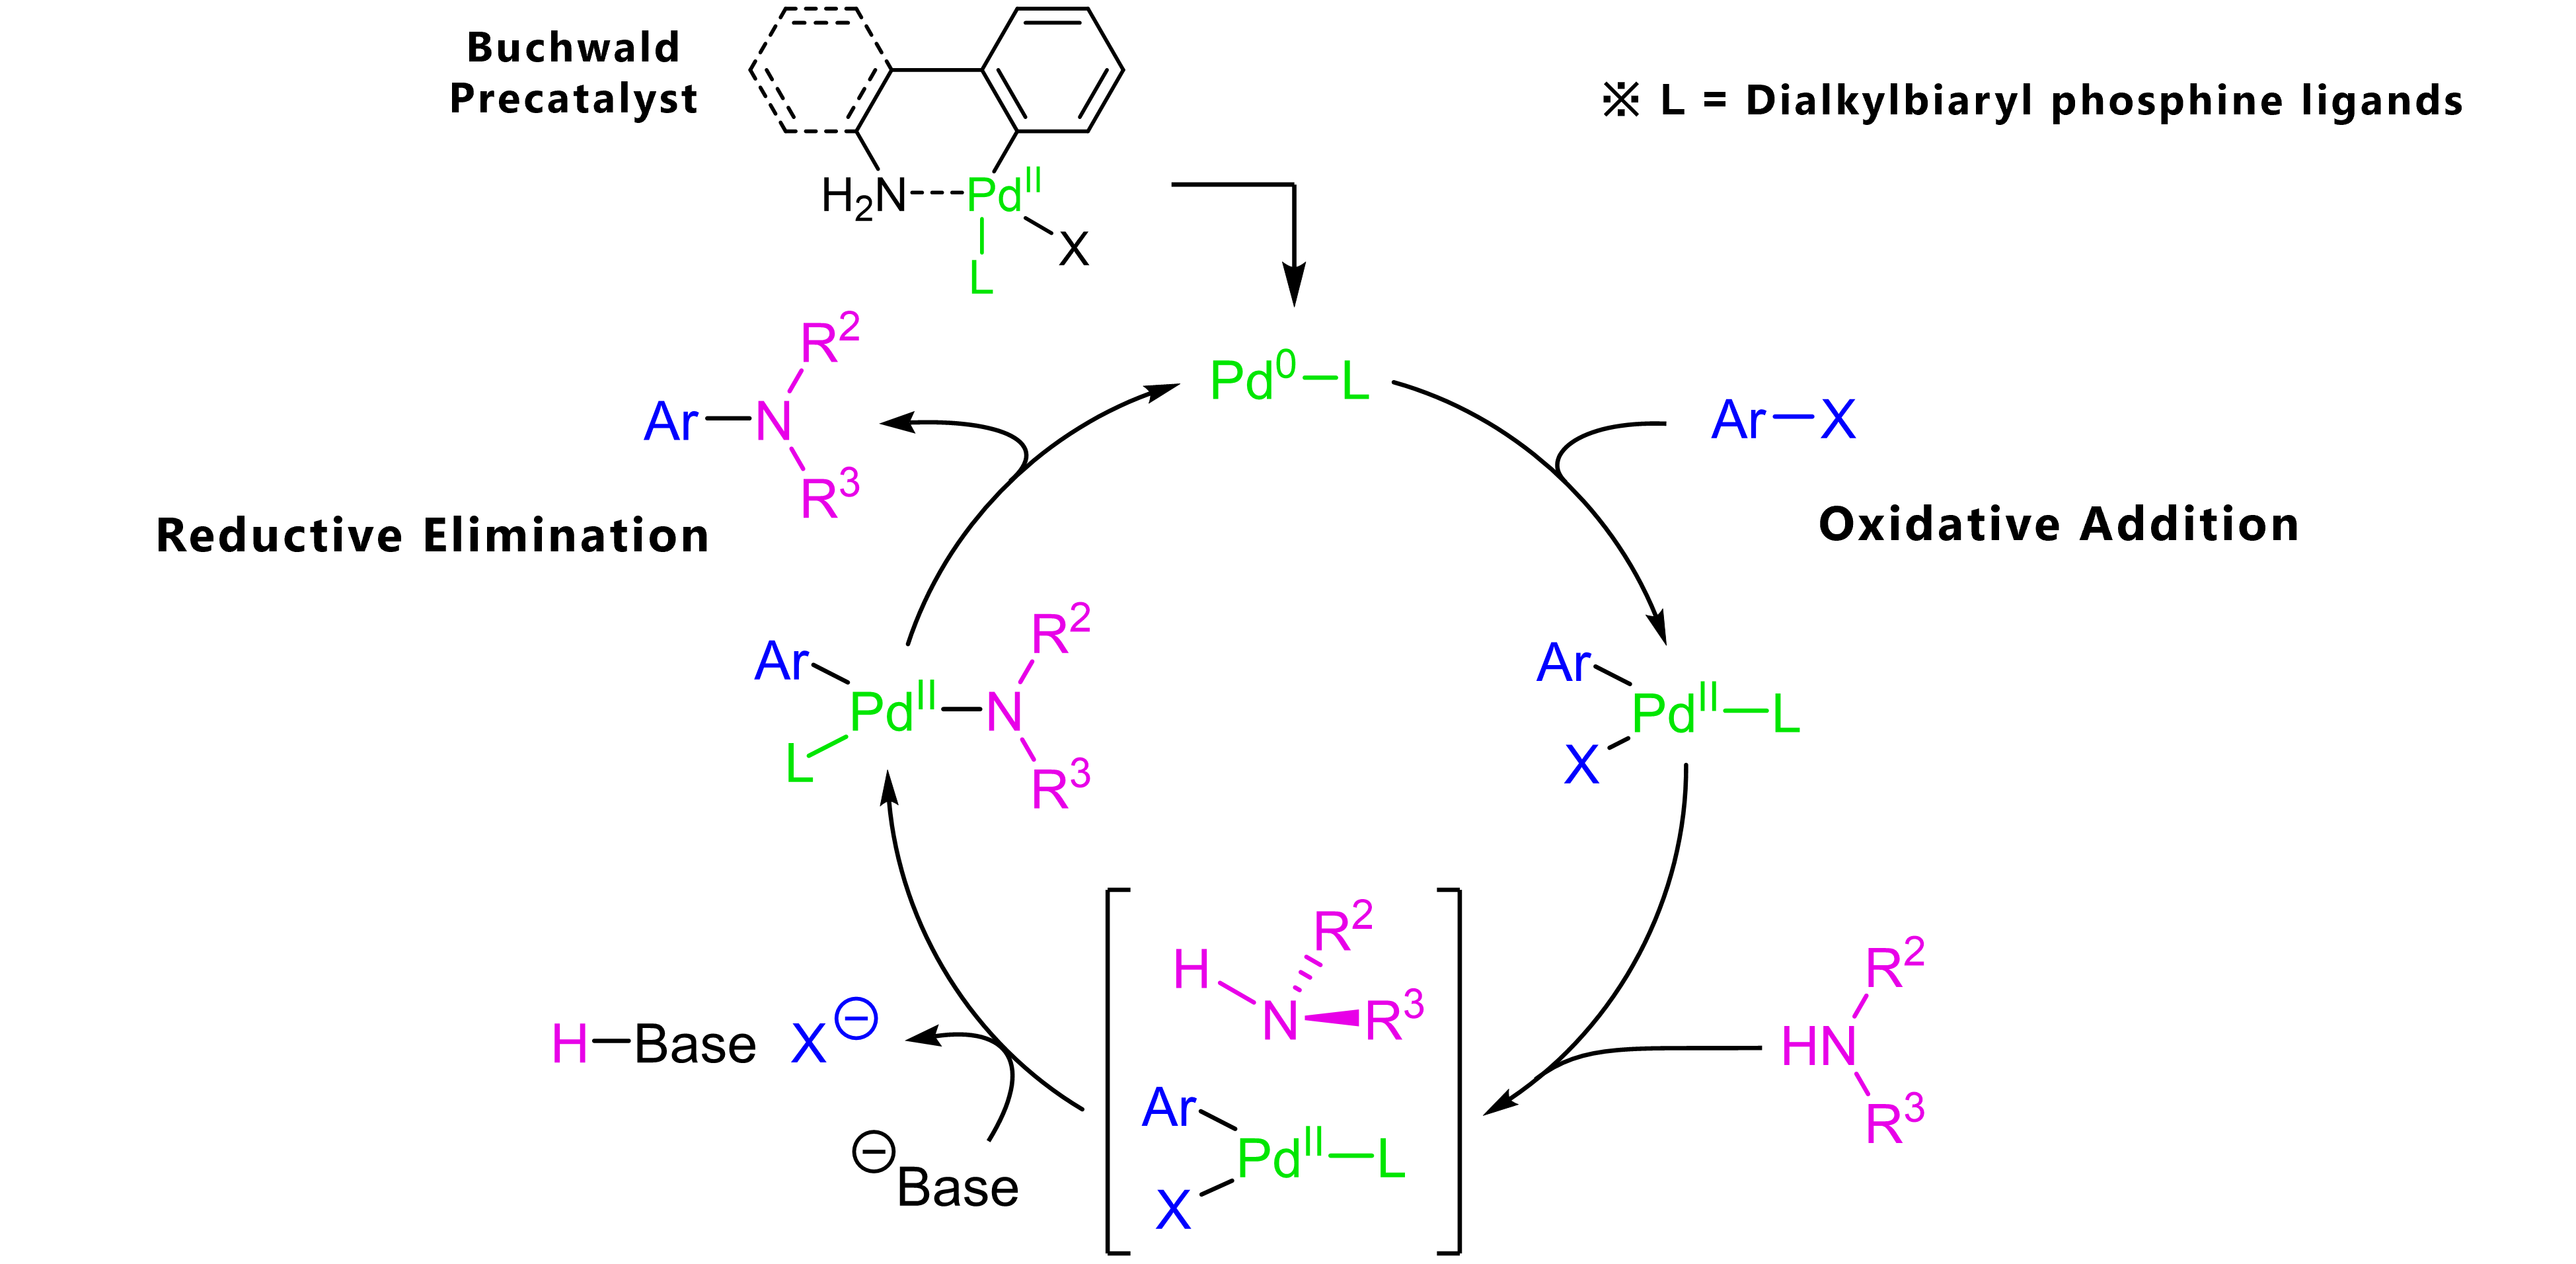 Buchwald
Precatalyst
※ L = Dialkylbiaryl phosphine ligands
H₂N
Pdᴵᴵ
X
L
R²
Ar
N
R³
Pd⁰
L
Ar
X
Reductive Elimination
Oxidative Addition
Ar
Pdᴵᴵ
L
N
R²
R³
Ar
Pdᴵᴵ
L
X
H
R²
N
R³
Ar
Pdᴵᴵ
L
X
R²
HN
R³
H
Base
X⊖
⊖Base